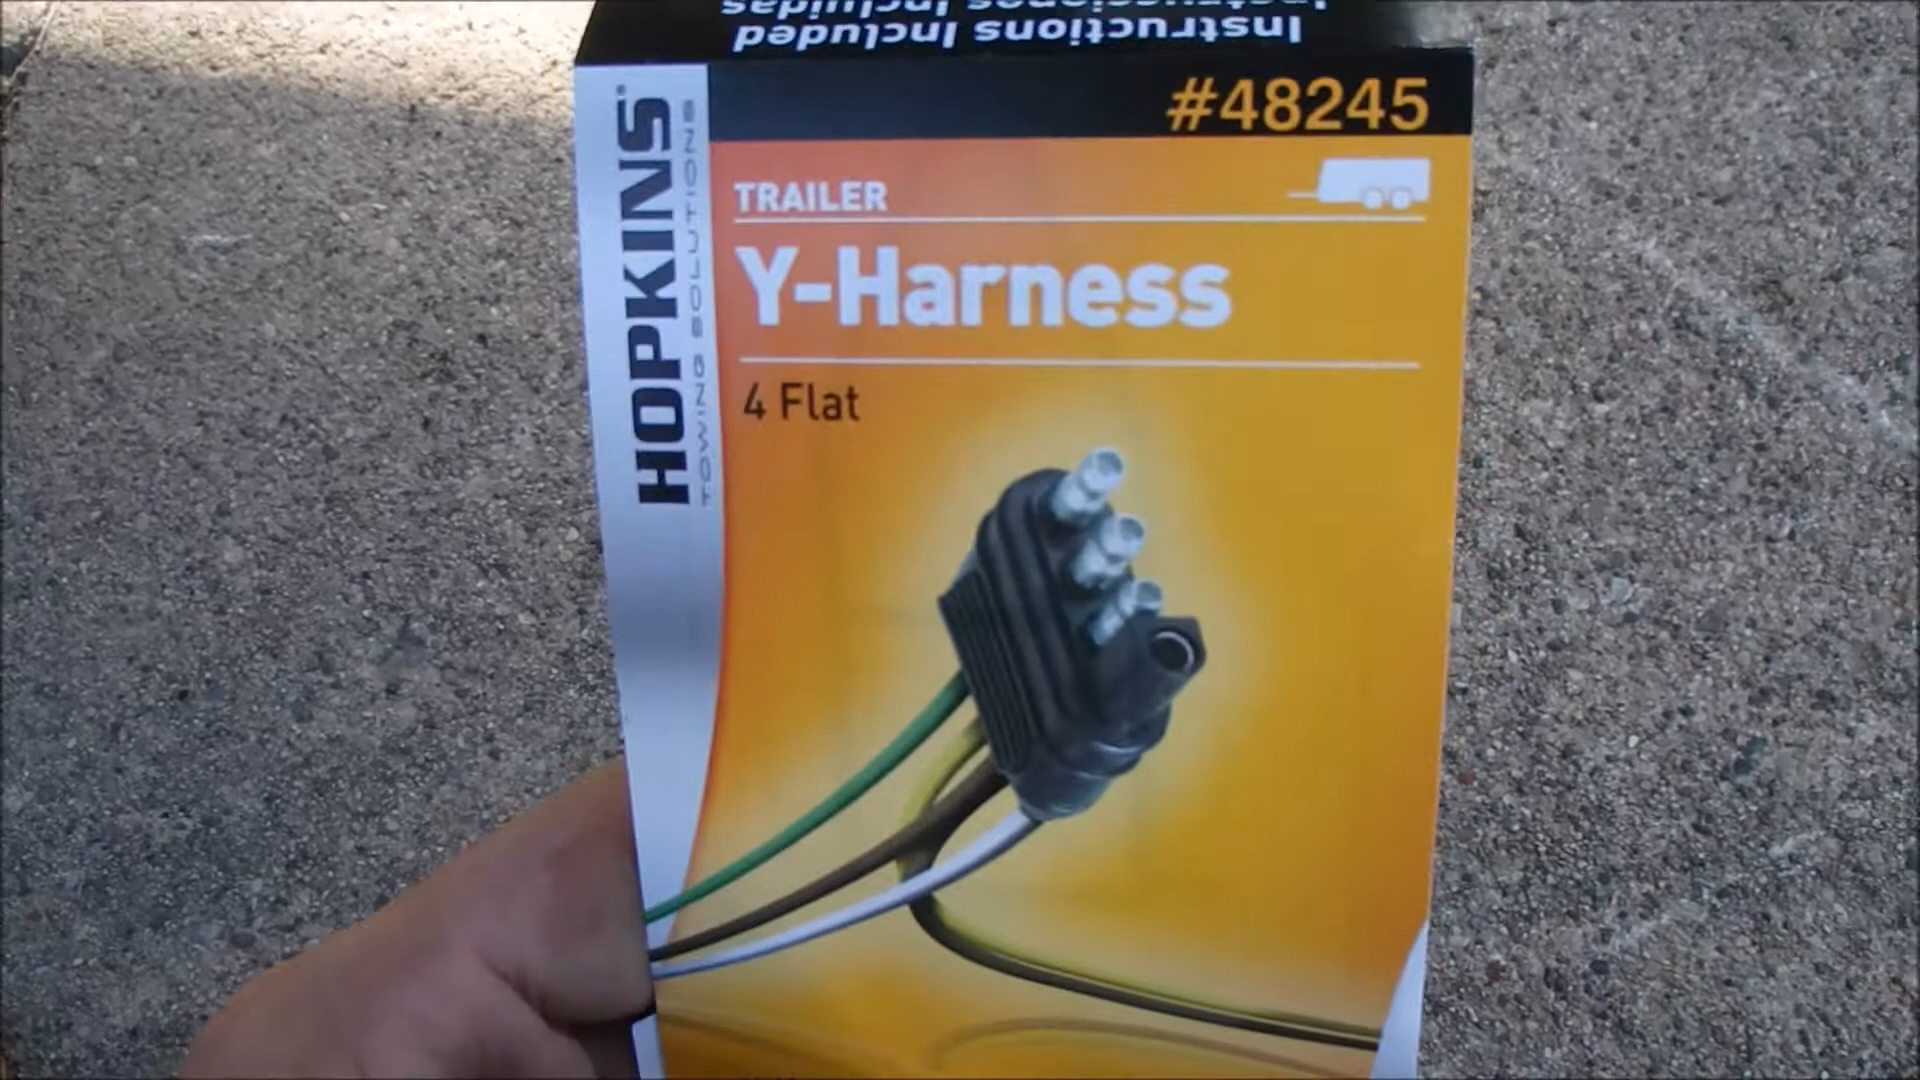 Instrucciones Incluidas
Instructions Included
#48245
HOPKINS®
TOWING SOLUTIONS
TRAILER
Y-Harness
4 Flat